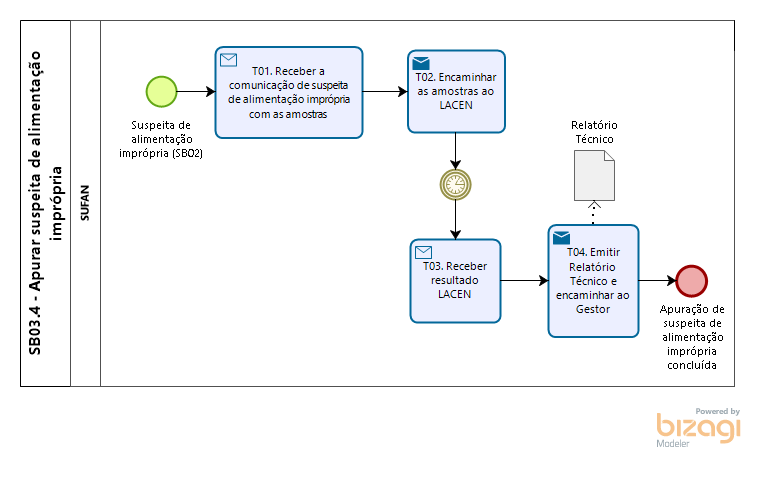 SB03.4 - Apurar suspeita de alimentação
imprópria
SUFAN
Suspeita de
alimentação
imprópria (SB02)
T01. Receber a
comunicação de suspeita
de alimentação imprópria
com as amostras
T02. Encaminhar
as amostras ao
LACEN
T03. Receber
resultado
LACEN
Relatório
Técnico
T04. Emitir
Relatório
Técnico e
encaminhar ao
Gestor
Apuração de
suspeita de
alimentação
imprópria
concluída
Powered by
bizagi
Modeler